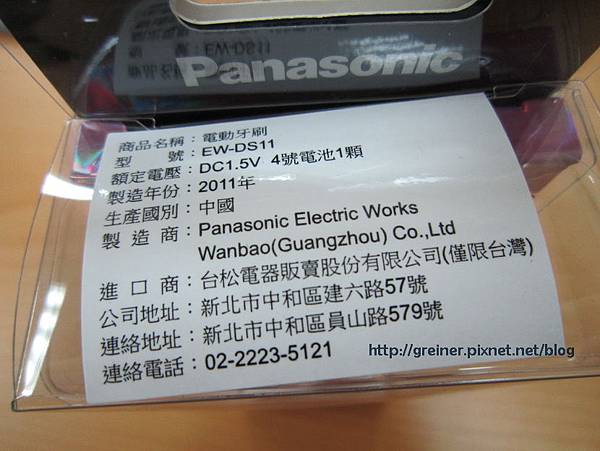 EW-DS11
Panasonic
商品名稱：電動牙刷
型 號：EW-DS11
額定電壓：DC1.5V 4號電池1顆
製造年份：2011年
生產國別：中國
製 造 商：Panasonic Electric Works
Wanbao(Guangzhou) Co.,Ltd
進 口 商：台松電器販賣股份有限公司(僅限台灣)
公司地址：新北市中和區建六路57號
連絡地址：新北市中和區員山路579號
連絡電話：02-2223-5121
http://greiner.pixnet.net/blog